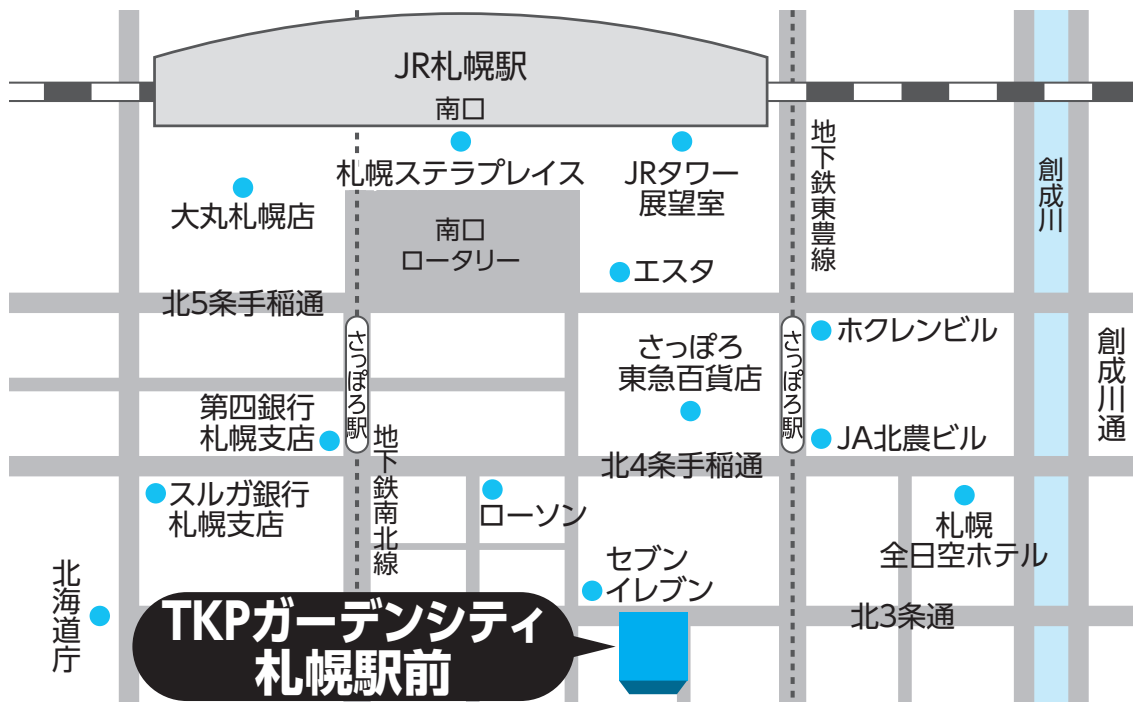 JR札幌駅
南口
札幌ステラプレイス
JRタワー
展望室
大丸札幌店
南口
ロータリー
エスタ
地下鉄東豊線
創成川
北5条手稲通
さっぽろ駅
さっぽろ
東急百貨店
さっぽろ駅
ホクレンビル
創成川通
第四銀行
札幌支店
地下鉄南北線
JA北農ビル
北4条手稲通
スルガ銀行
札幌支店
ローソン
札幌
全日空ホテル
セブン
イレブン
北海道庁
北3条通
TKPガーデンシティ
札幌駅前